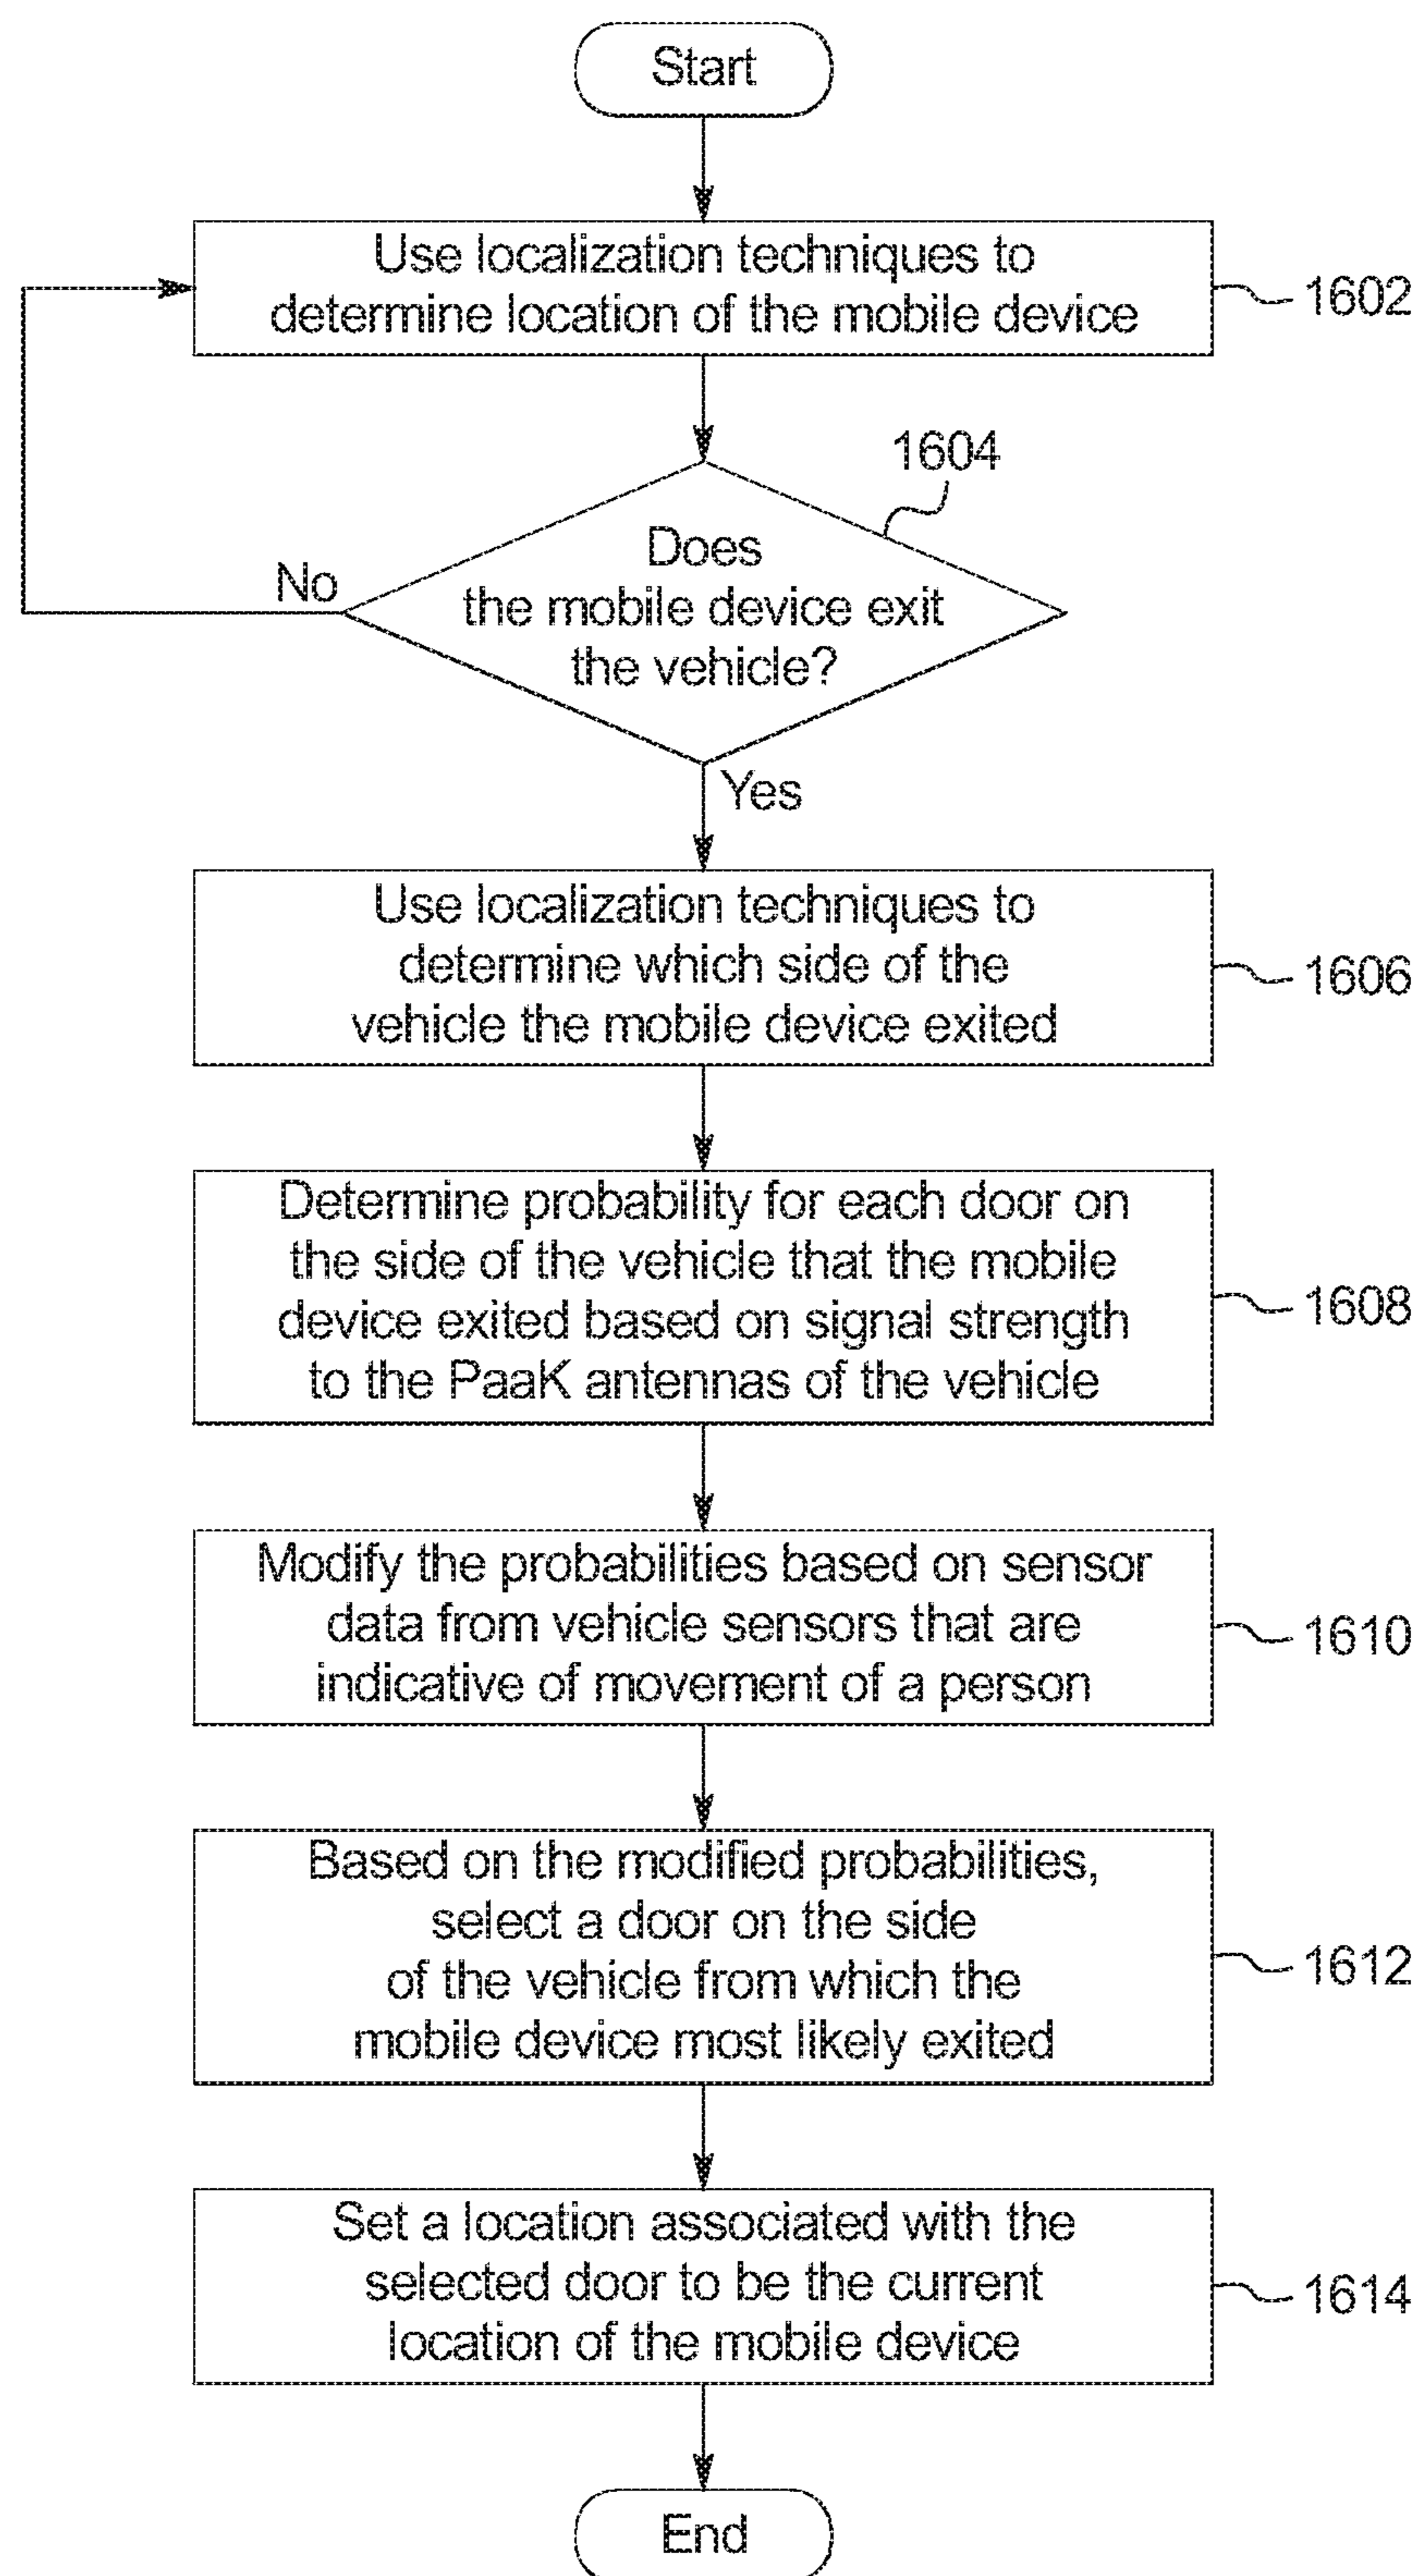 Start
Use localization techniques to
determine location of the mobile device
1602
1604
Does
the mobile device exit
the vehicle?
No
Yes
Use localization techniques to
determine which side of the
vehicle the mobile device exited
1606
Determine probability for each door on
the side of the vehicle that the mobile
device exited based on signal strength
to the PaaK antennas of the vehicle
1608
Modify the probabilities based on sensor
data from vehicle sensors that are
indicative of movement of a person
1610
Based on the modified probabilities,
select a door on the side
of the vehicle from which the
mobile device most likely exited
1612
Set a location associated with the
selected door to be the current
location of the mobile device
1614
End